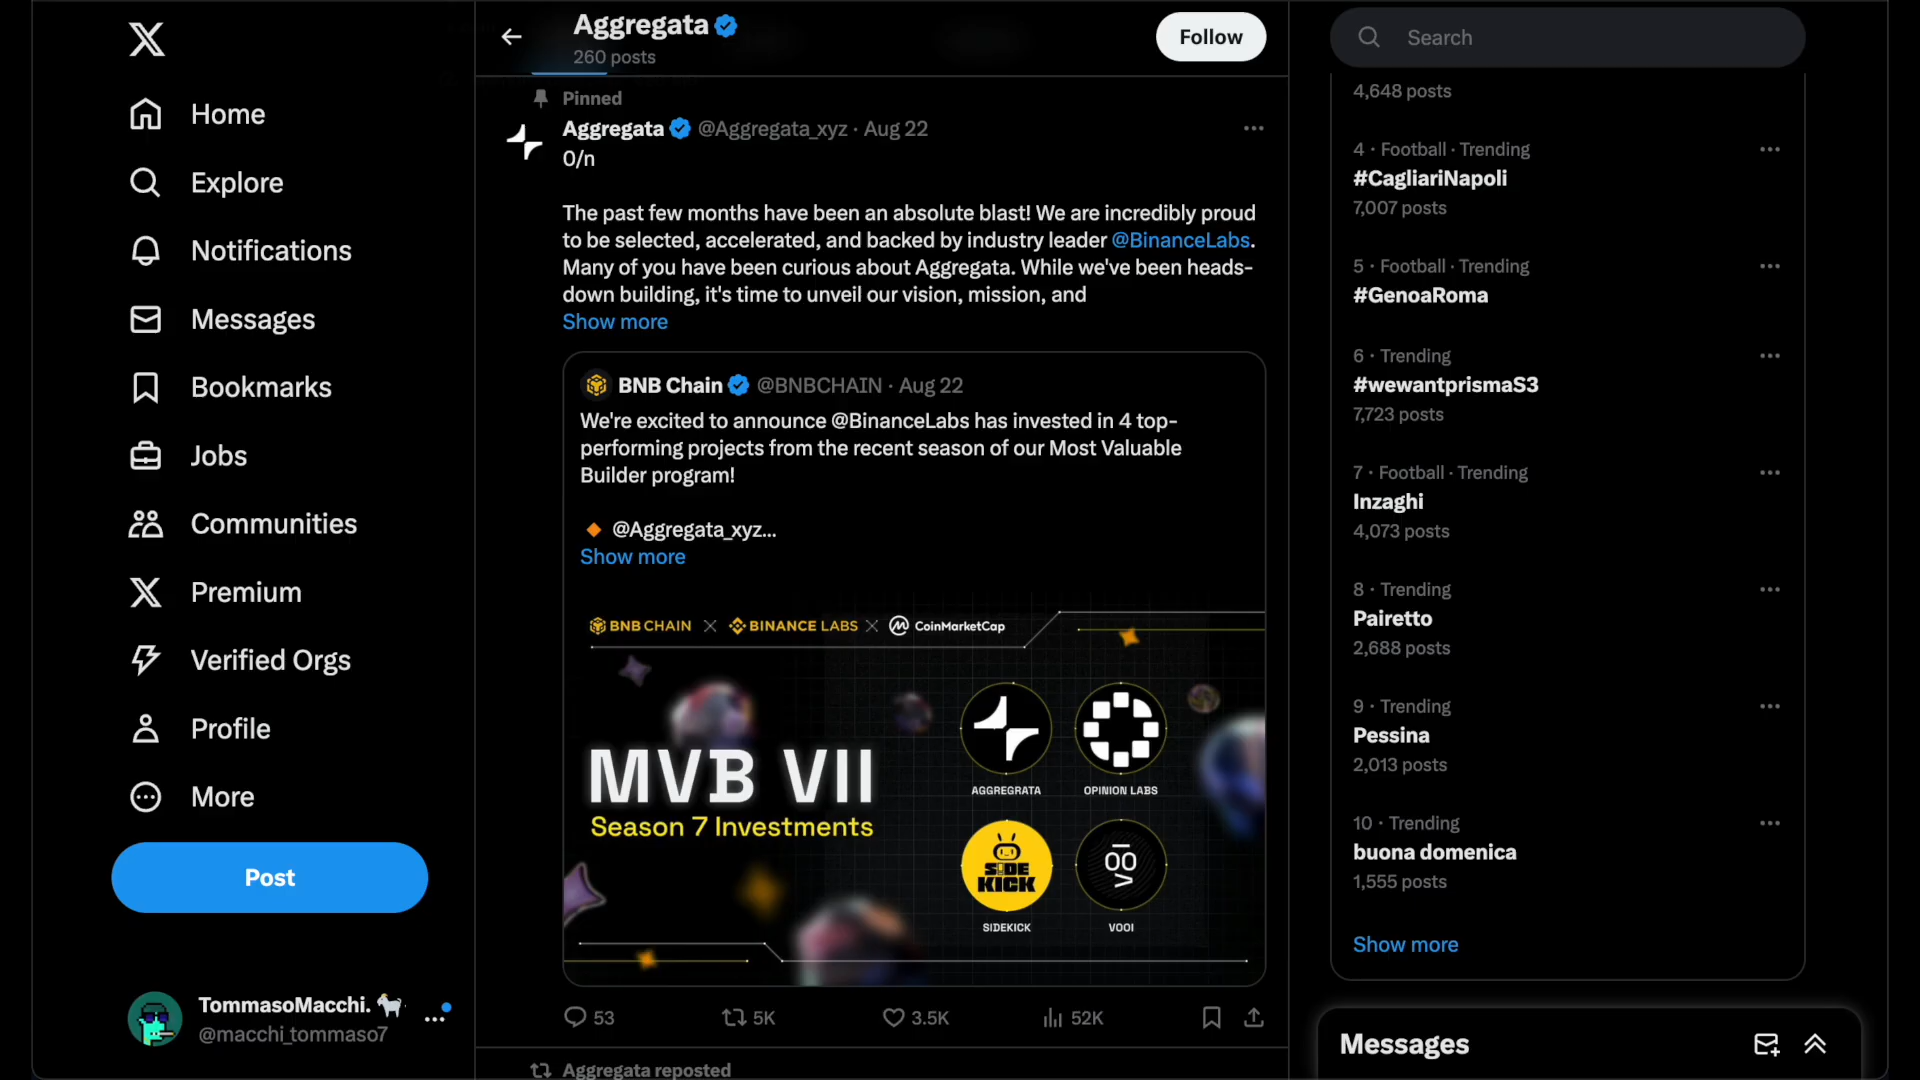 Home
Explore
Notifications
Messages
Bookmarks
Jobs
Communities
Premium
Verified Orgs
Profile
More
Post
TommasoMacchi.
@macchi_tommaso7
Aggregata
260 posts
Follow
Pinned
Aggregata @Aggregata_xyz · Aug 22
0/n
The past few months have been an absolute blast! We are incredibly proud
to be selected, accelerated, and backed by industry leader @BinanceLabs.
Many of you have been curious about Aggregata. While we've been heads-
down building, it's time to unveil our vision, mission, and
Show more
BNB Chain @BNBCHAIN · Aug 22
We're excited to announce @BinanceLabs has invested in 4 top-
performing projects from the recent season of our Most Valuable
Builder program!
@Aggregata_xyz...
Show more
BNB CHAIN × BINANCE LABS × CoinMarketCap
MVB VII
Season 7 Investments
AGGREGRATA
OPINION LABS
SIDE
KICK
SIDEKICK
VOOI
53
5K
3.5K
52K
Aggregata reposted
Search
4,648 posts
4 · Football · Trending
#CagliariNapoli
7,007 posts
5 · Football · Trending
#GenoaRoma
6 · Trending
#wewantprismaS3
7,723 posts
7 · Football · Trending
Inzaghi
4,073 posts
8 · Trending
Pairetto
2,688 posts
9 · Trending
Pessina
2,013 posts
10 · Trending
buona domenica
1,555 posts
Show more
Messages